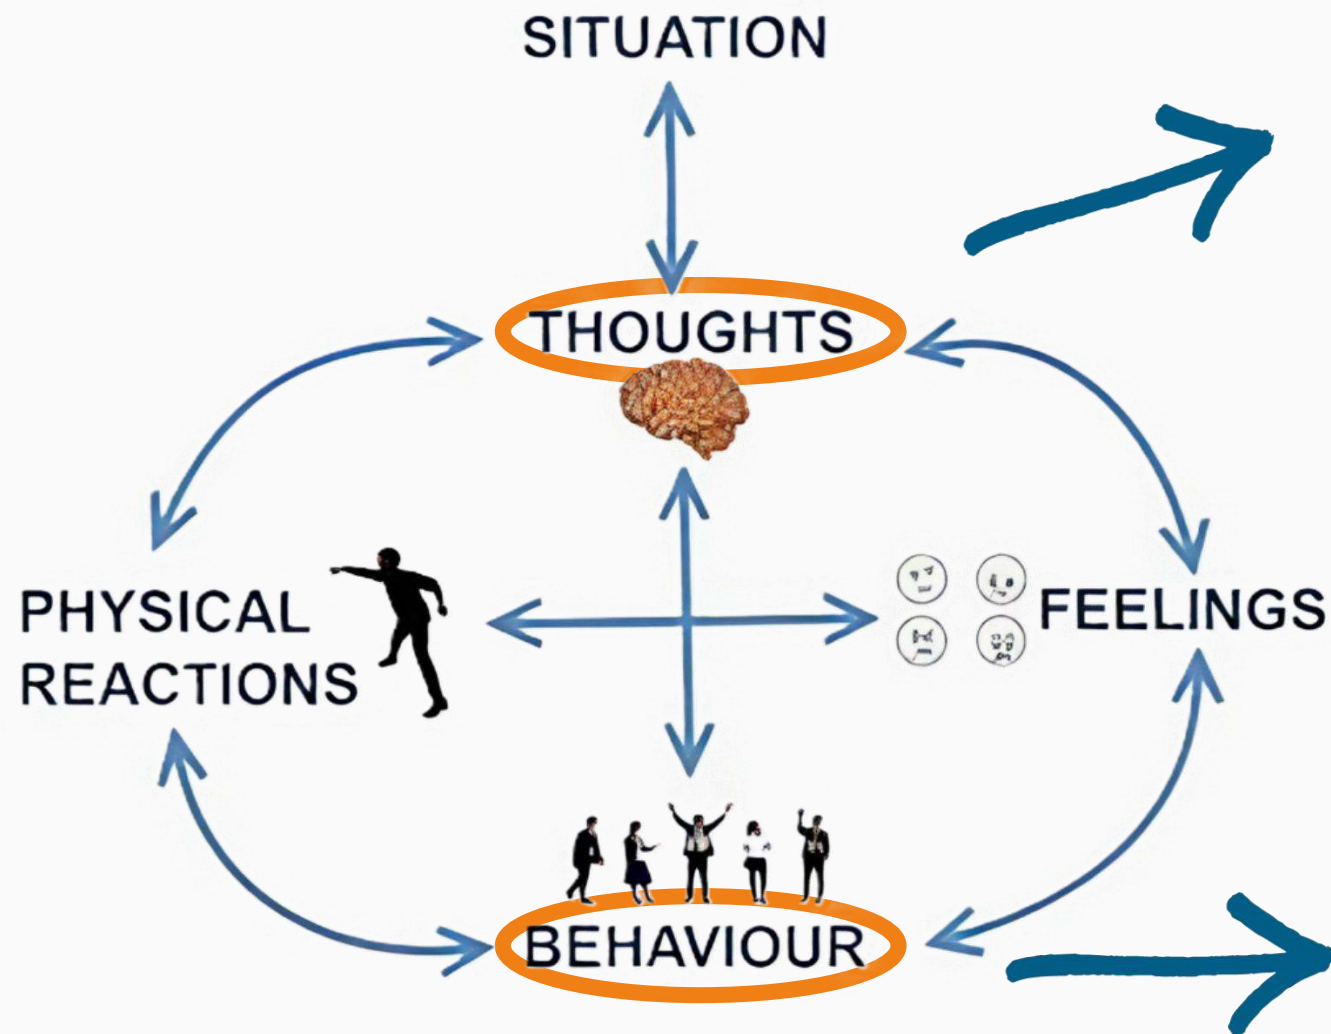 SITUATION
THOUGHTS
PHYSICAL
REACTIONS
FEELINGS
BEHAVIOUR